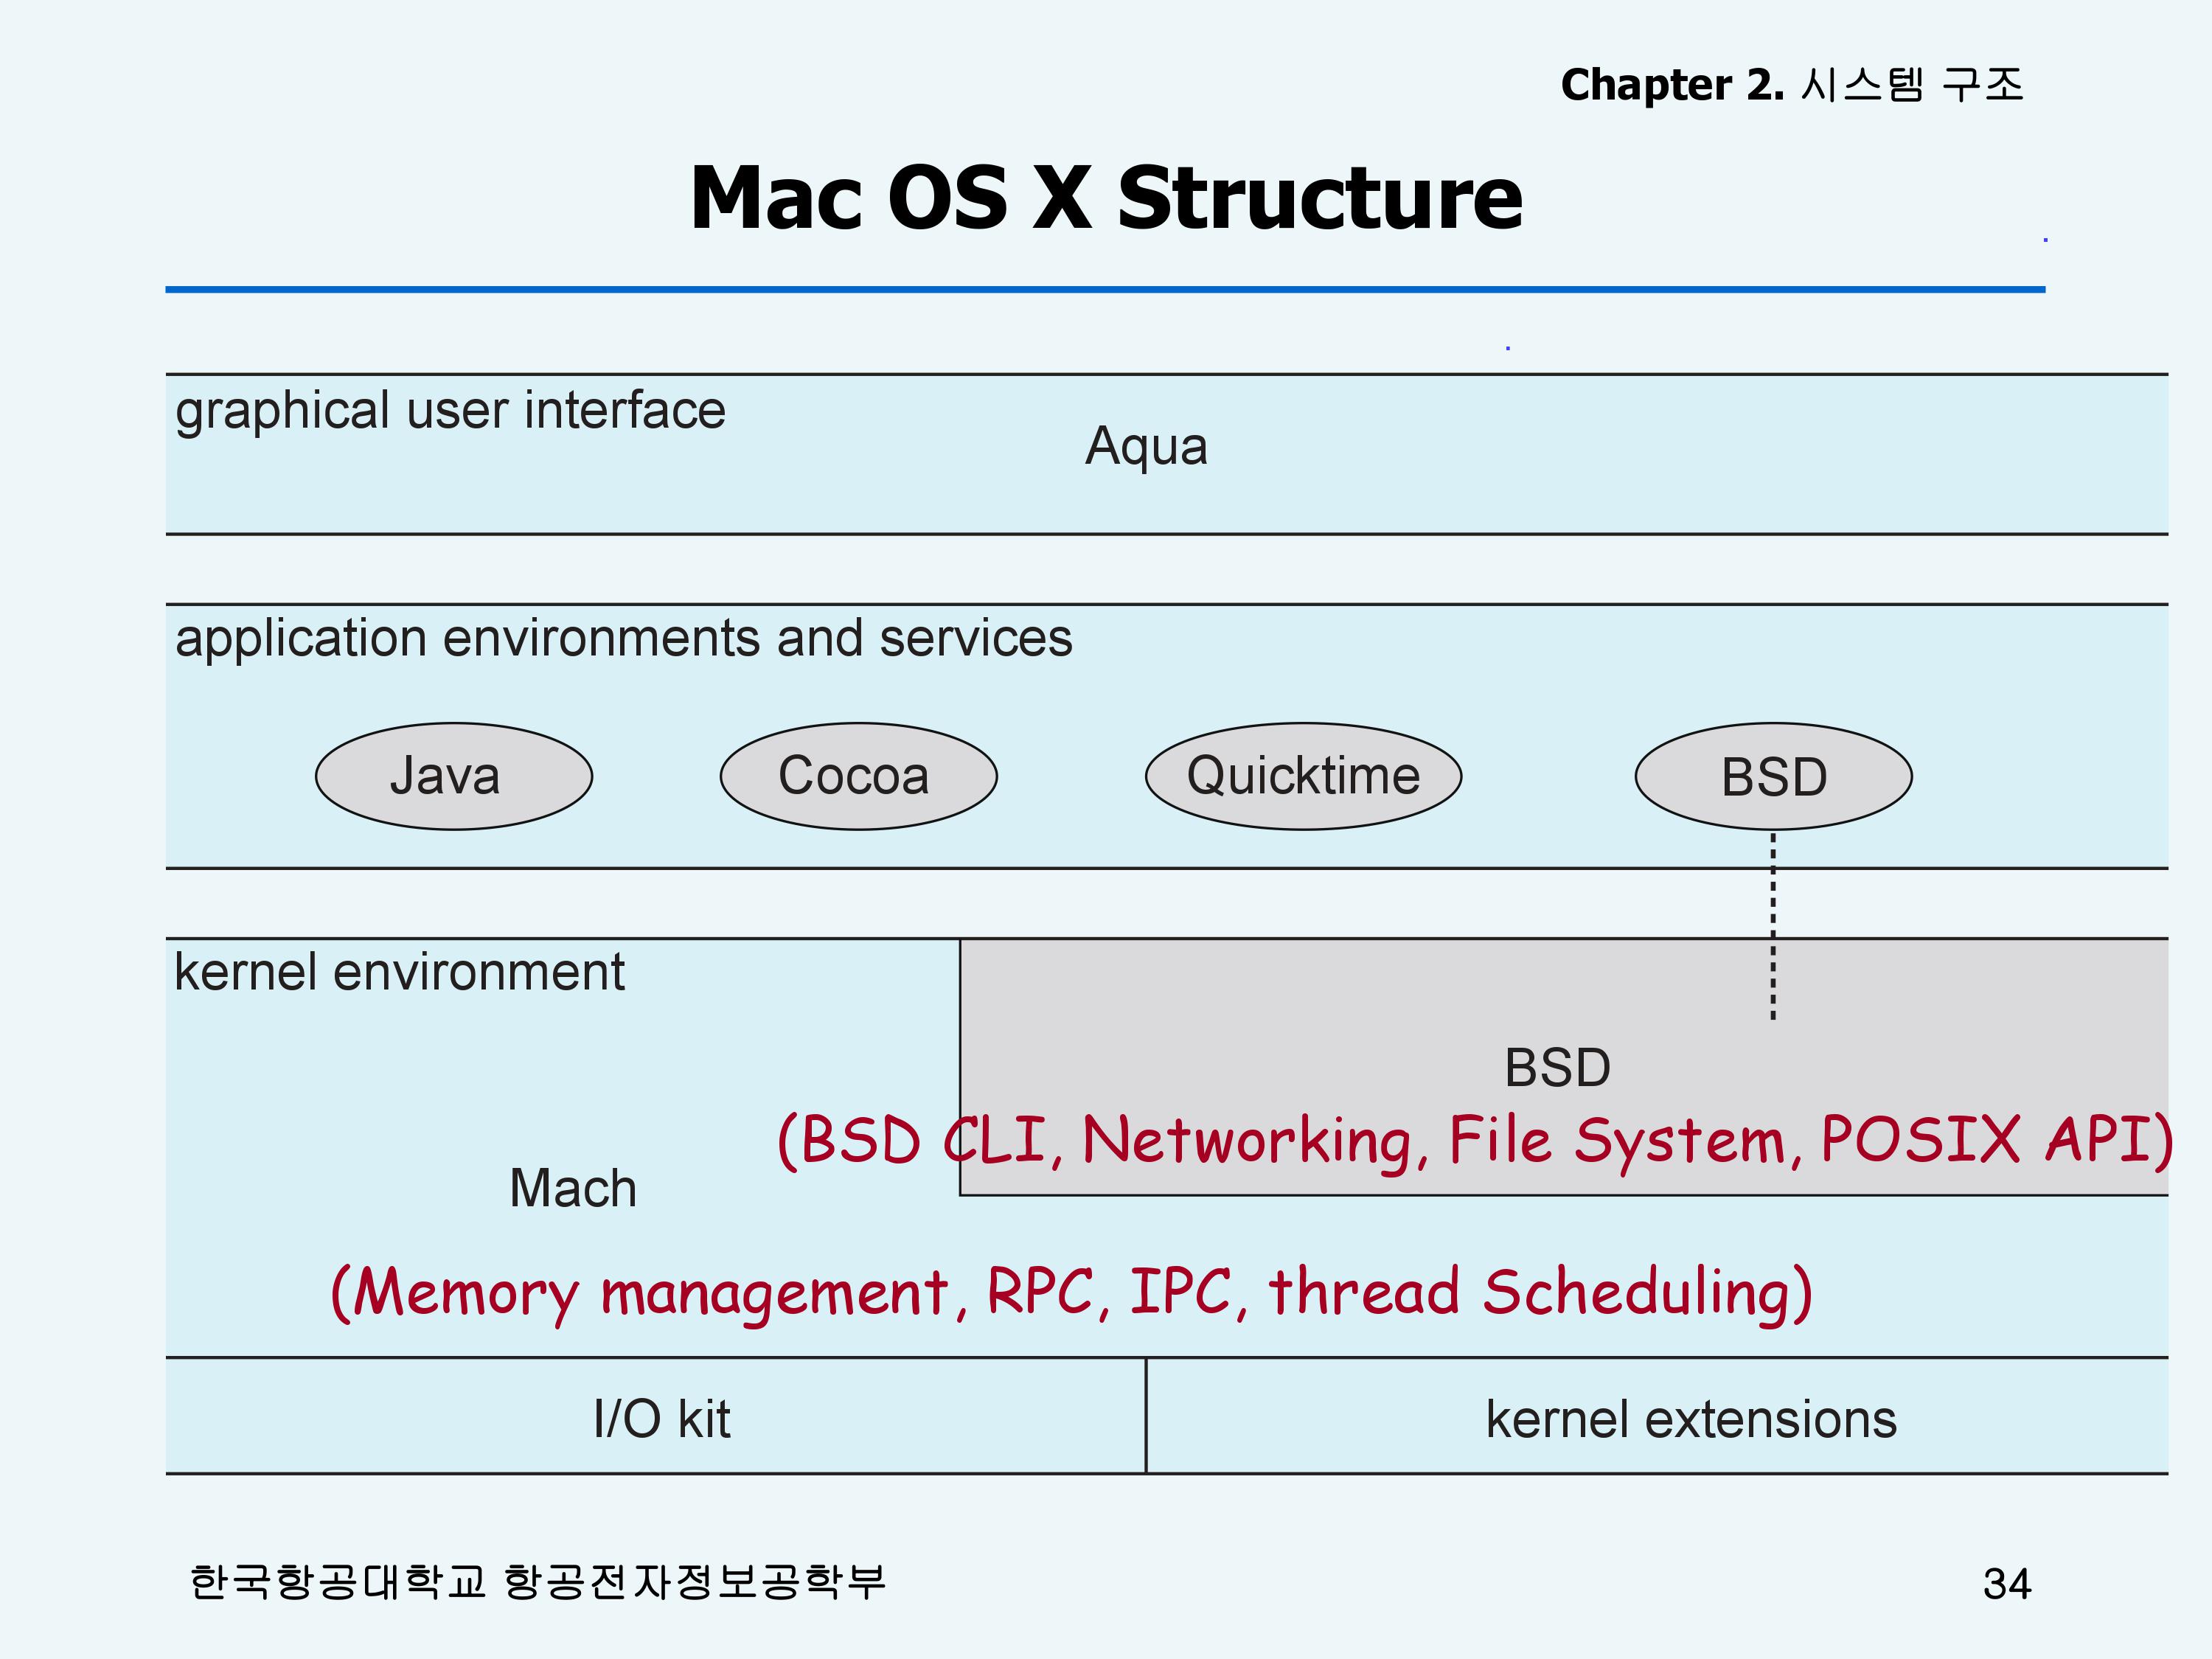 Chapter 2. 시스템 구조
Mac OS X Structure
graphical user interface
Aqua
application environments and services
Java Cocoa Quicktime BSD
kernel environment
BSD
(BSD CLI, Networking, File System, POSIX API)
Mach
(Memory management, RPC, IPC, thread Scheduling)
I/O kit kernel extensions
한국항공대학교 항공전자정보공학부 34